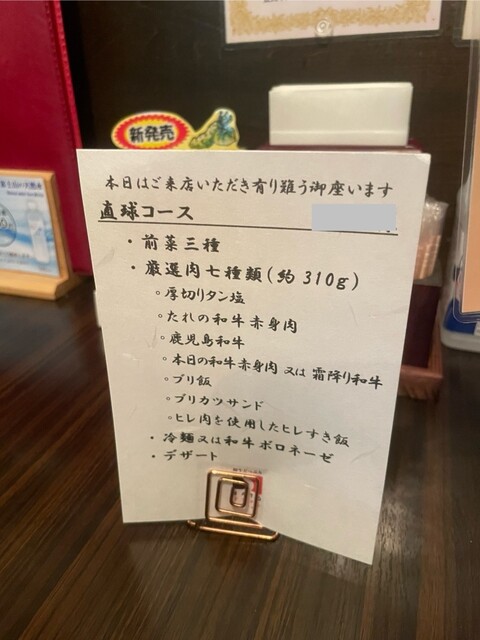 新発売
本日はご来店いただき有り難う御座います
直球コース
・前菜三種
・厳選肉七種類(約310g)
○厚切りタン塩
○たれの和牛赤身肉
○鹿児島和牛
○本日の和牛赤身肉 又は 霜降り和牛
○ブリ飯
○ブリカツサンド
○ヒレ肉を使用したヒレすき飯
・冷麺又は和牛ボロネーゼ
・デザート